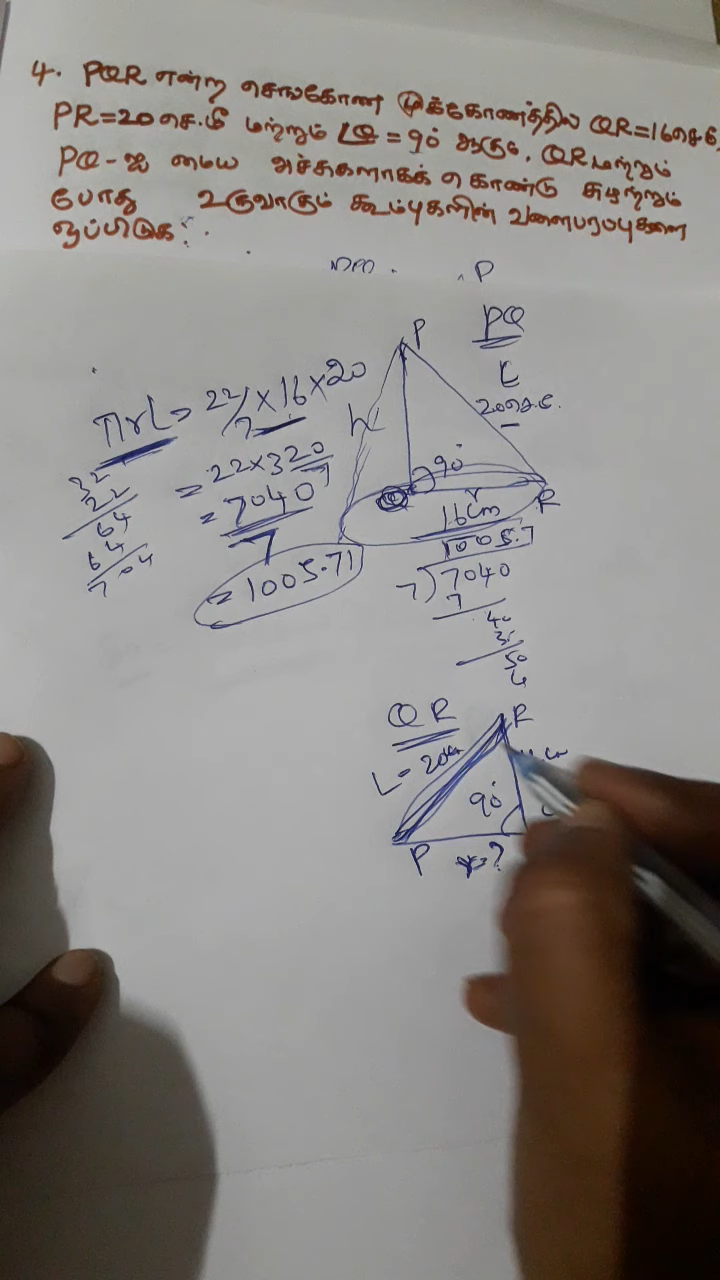 4. PQR என்ற செங்கோண முக்கோணத்தில் QR=16செ.மீ,
PR=20 செ.மீ மற்றும் ∠Q = 90° ஆகும். QR மற்றும்
PQ-ஐ மைய அச்சுகளாகக் கொண்டு சுழற்றும்
போது உருவாகும் கூம்புகளின் வளைபரப்புகளை
ஒப்பிடுக.
P
P
PQ
L
20செ.மீ.
h
90°
r
16cm
R
πrL = 22/7 × 16 × 20
= 22×320/7
= 7040/7
= 1005.71
32
22
64
64
704
1005.7
7)7040
7
40
35
50
QR
R
L = 20cm
90°
P
r=?